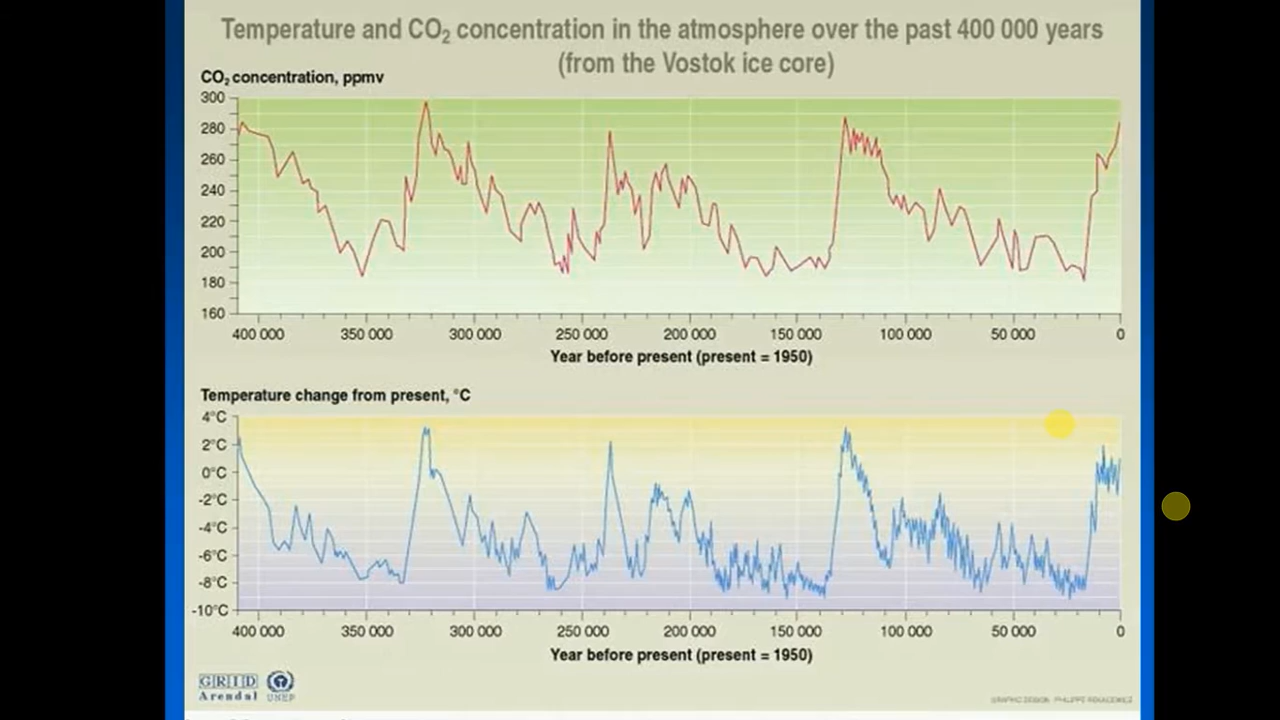 Temperature and CO₂ concentration in the atmosphere over the past 400 000 years
(from the Vostok ice core)
CO₂ concentration, ppmv
300
280
260
240
220
200
180
160
400 000 350 000 300 000 250 000 200 000 150 000 100 000 50 000 0
Year before present (present = 1950)
Temperature change from present, °C
4°C
2°C
0°C
-2°C
-4°C
-6°C
-8°C
-10°C
400 000 350 000 300 000 250 000 200 000 150 000 100 000 50 000 0
Year before present (present = 1950)
GRID
Arendal UNEP
GRAPHIC DESIGN : PHILIPPE REKACEWICZ